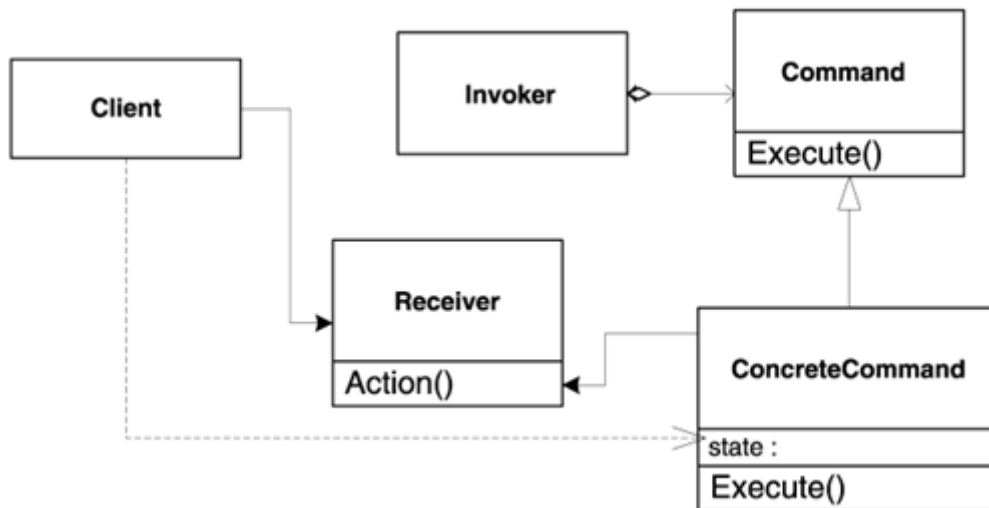 Client
Invoker
Command
Execute()
Receiver
Action()
ConcreteCommand
state :
Execute()